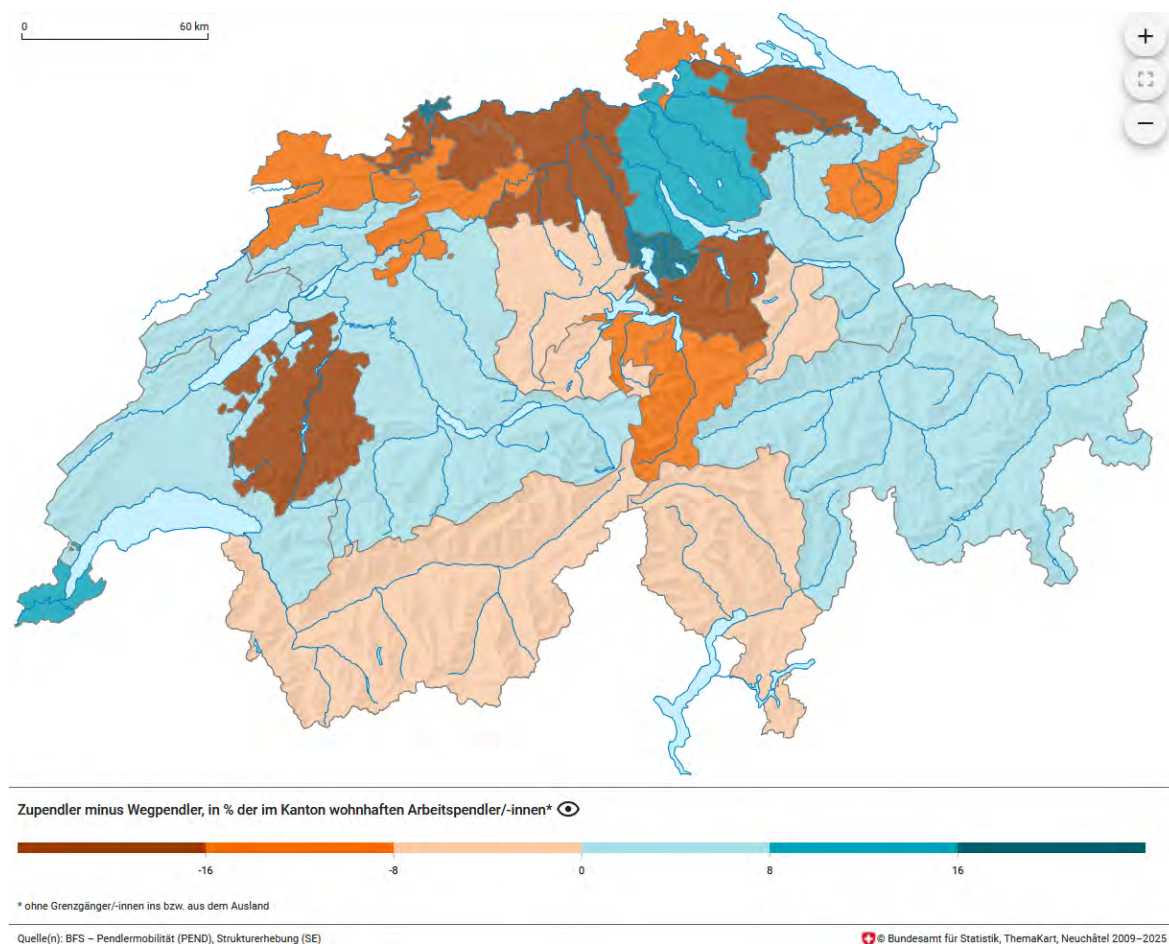 0 60 km
+
−
Zupendler minus Wegpendler, in % der im Kanton wohnhaften Arbeitspendler/-innen*
-16 -8 0 8 16
* ohne Grenzgänger/-innen ins bzw. aus dem Ausland
Quelle(n): BFS – Pendlermobilität (PEND), Strukturerhebung (SE)
© Bundesamt für Statistik, ThemaKart, Neuchâtel 2009–2025